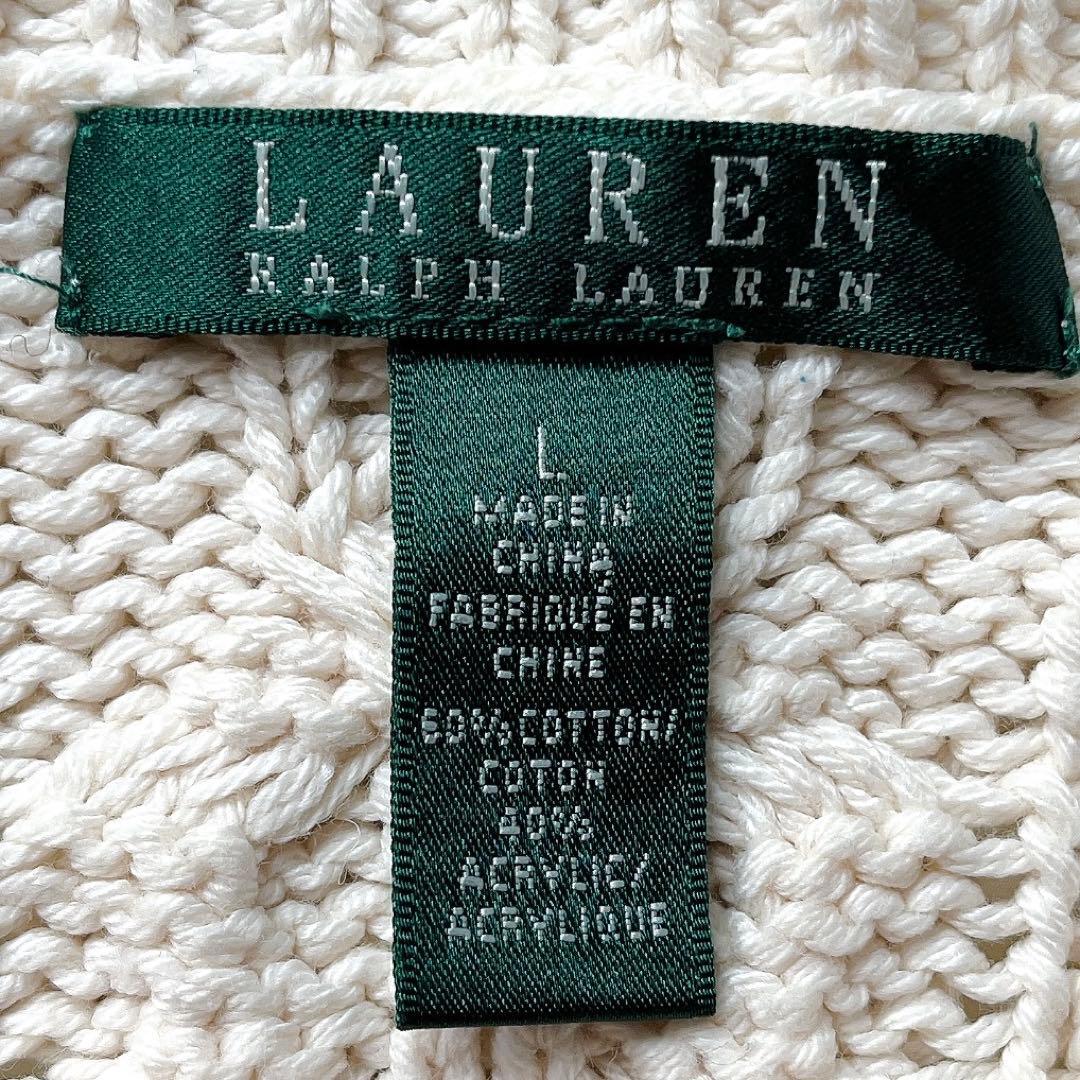 LAUREN
RALPH LAUREN
L
MADE IN
CHINA
FABRIQUÉ EN
CHINE
60% COTTON/
COTON
40%
ACRYLIC/
ACRYLIQUE